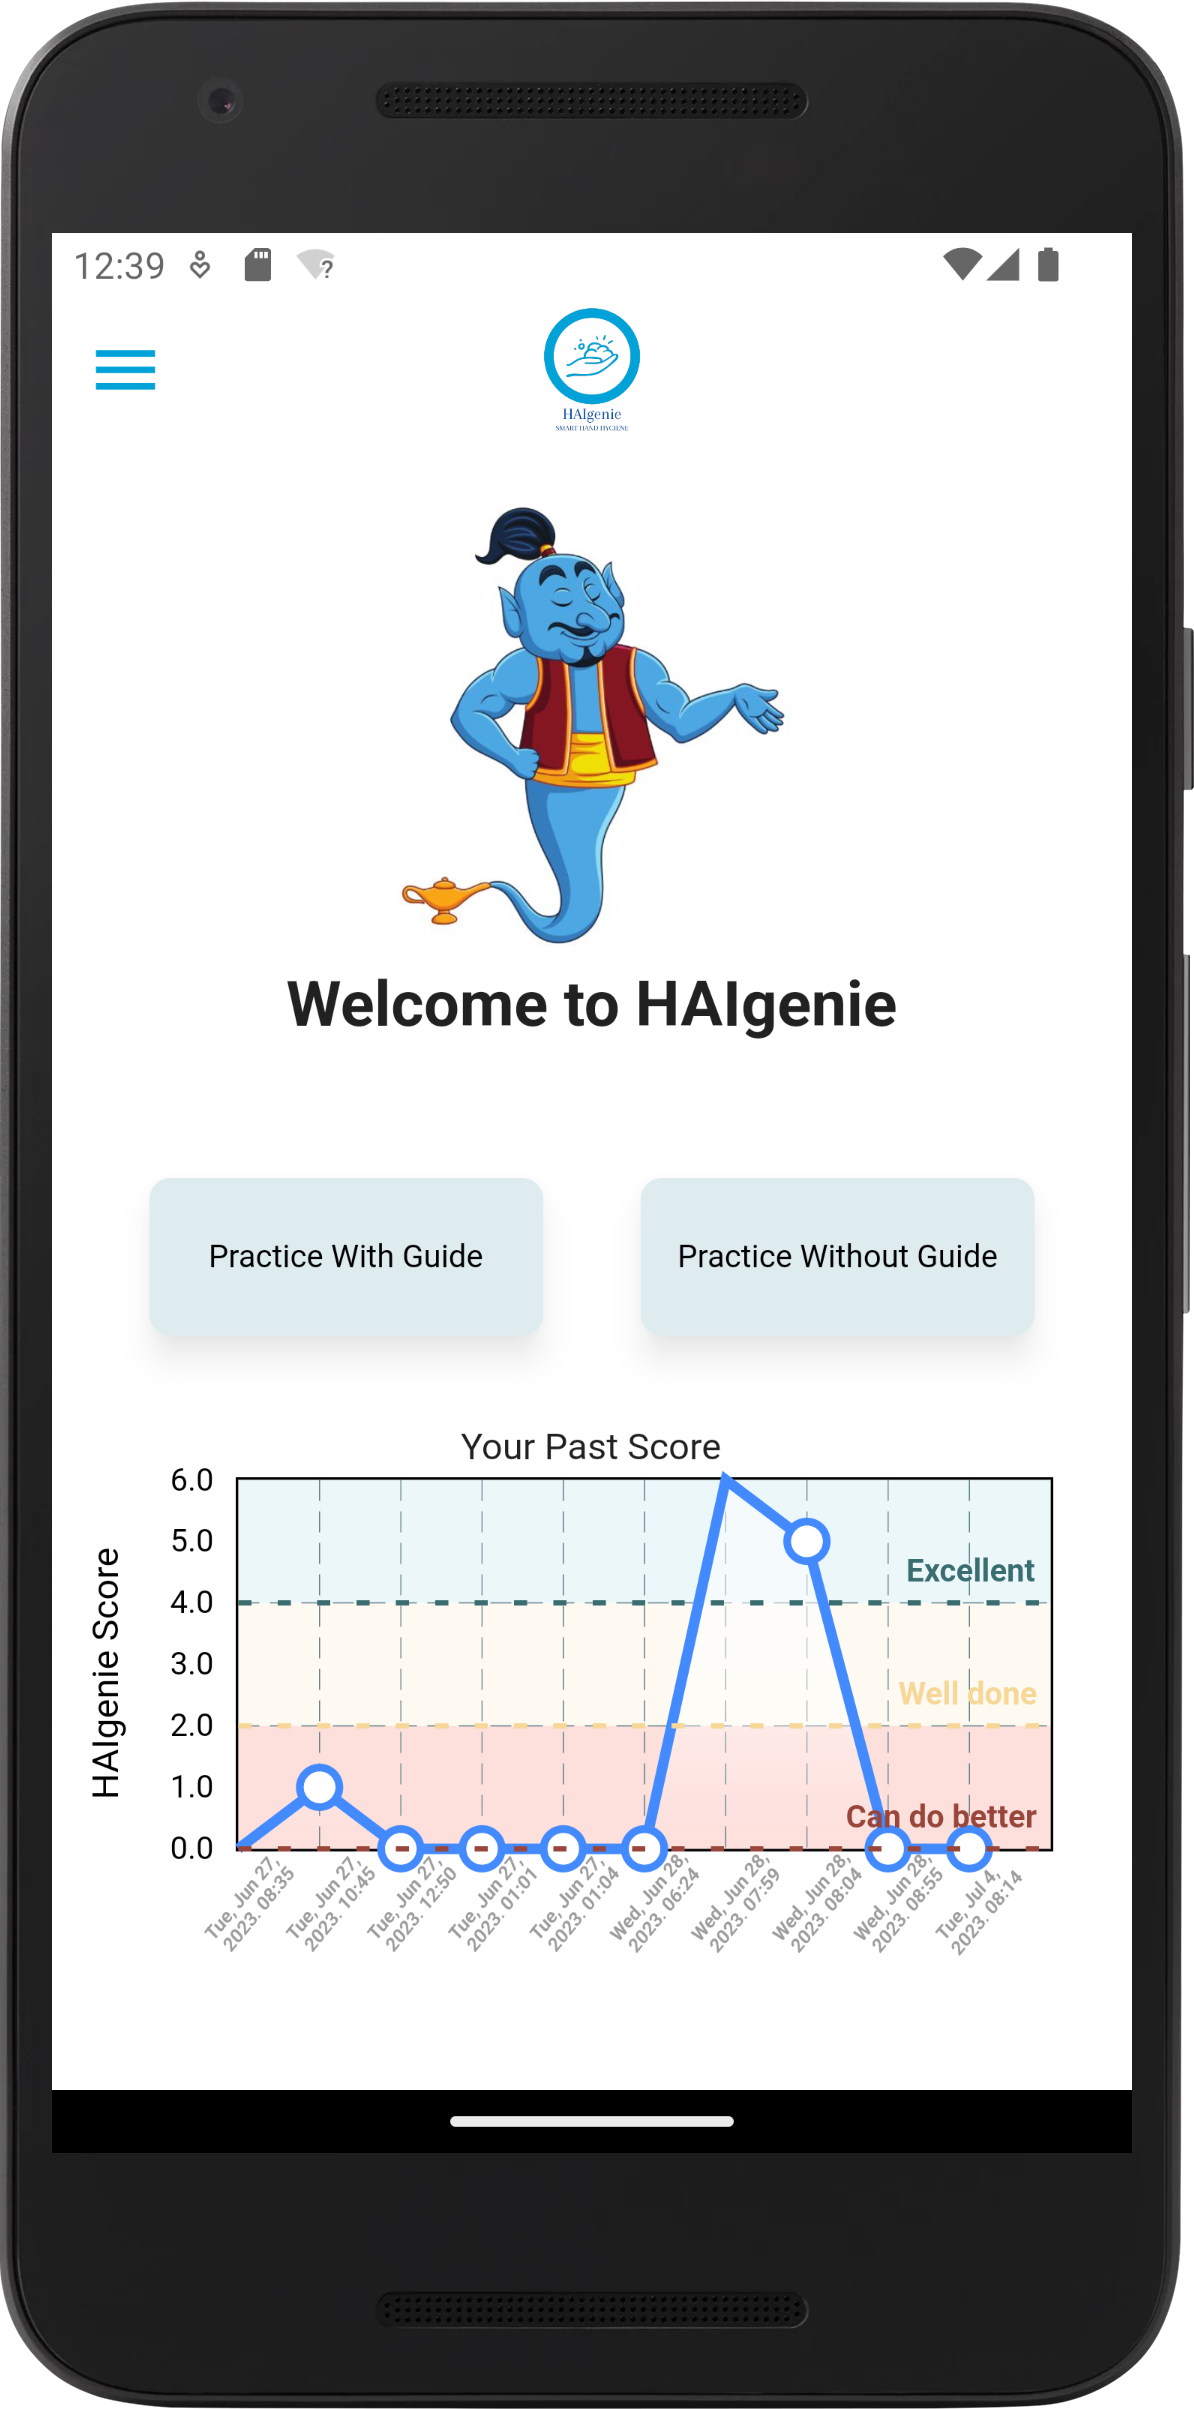 12:39
?
HAIgenie
SMART HAND HYGIENE
Welcome to HAIgenie
Practice With Guide
Practice Without Guide
Your Past Score
HAIgenie Score
6.0
5.0
4.0
3.0
2.0
1.0
0.0
Excellent
Well done
Can do better
Tue, Jun 27,
2023. 08:35
Tue, Jun 27,
2023. 10:45
Tue, Jun 27,
2023. 12:50
Tue, Jun 27,
2023. 01:01
Tue, Jun 27,
2023. 01:04
Wed, Jun 28,
2023. 06:24
Wed, Jun 28,
2023. 07:59
Wed, Jun 28,
2023. 08:04
Wed, Jun 28,
2023. 08:55
Tue, Jul 4,
2023. 08:14